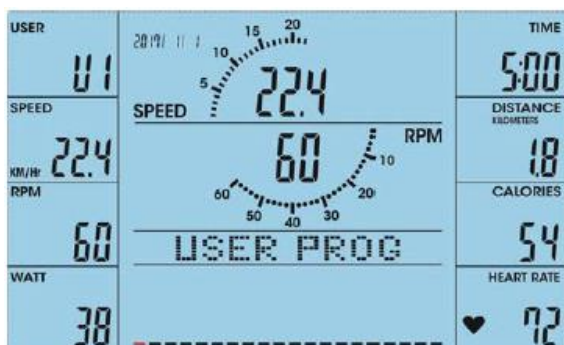 USER
U1
SPEED
KM/Hr 22.4
RPM
60
WATT
38
2019/ 11 1
5 10 15 20
SPEED 22.4
60 RPM
10 20 30 40 50 60
USER PROG
TIME
5:00
DISTANCE
KILOMETERS
1.8
CALORIES
54
HEART RATE
72